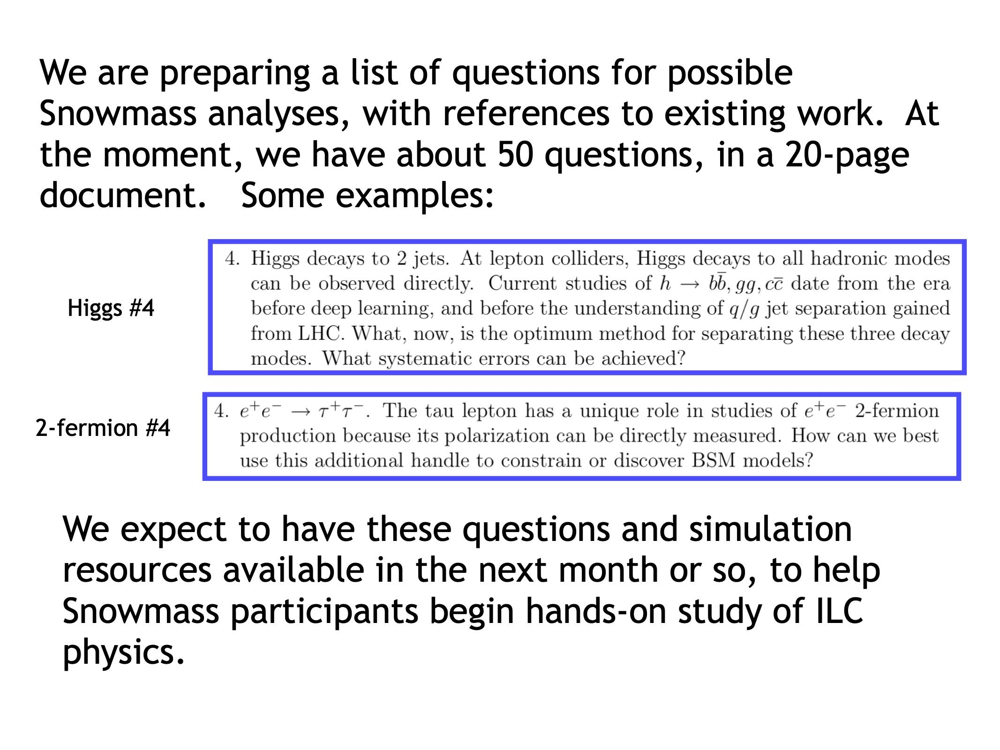 We are preparing a list of questions for possible
Snowmass analyses, with references to existing work.  At
the moment, we have about 50 questions, in a 20-page
document.   Some examples:
Higgs #4
4. Higgs decays to 2 jets. At lepton colliders, Higgs decays to all hadronic modes
can be observed directly. Current studies of h → bb̄, gg, cc̄ date from the era
before deep learning, and before the understanding of q/g jet separation gained
from LHC. What, now, is the optimum method for separating these three decay
modes. What systematic errors can be achieved?
2-fermion #4
4. e⁺e⁻ → τ⁺τ⁻. The tau lepton has a unique role in studies of e⁺e⁻ 2-fermion
production because its polarization can be directly measured. How can we best
use this additional handle to constrain or discover BSM models?
We expect to have these questions and simulation
resources available in the next month or so, to help
Snowmass participants begin hands-on study of ILC
physics.